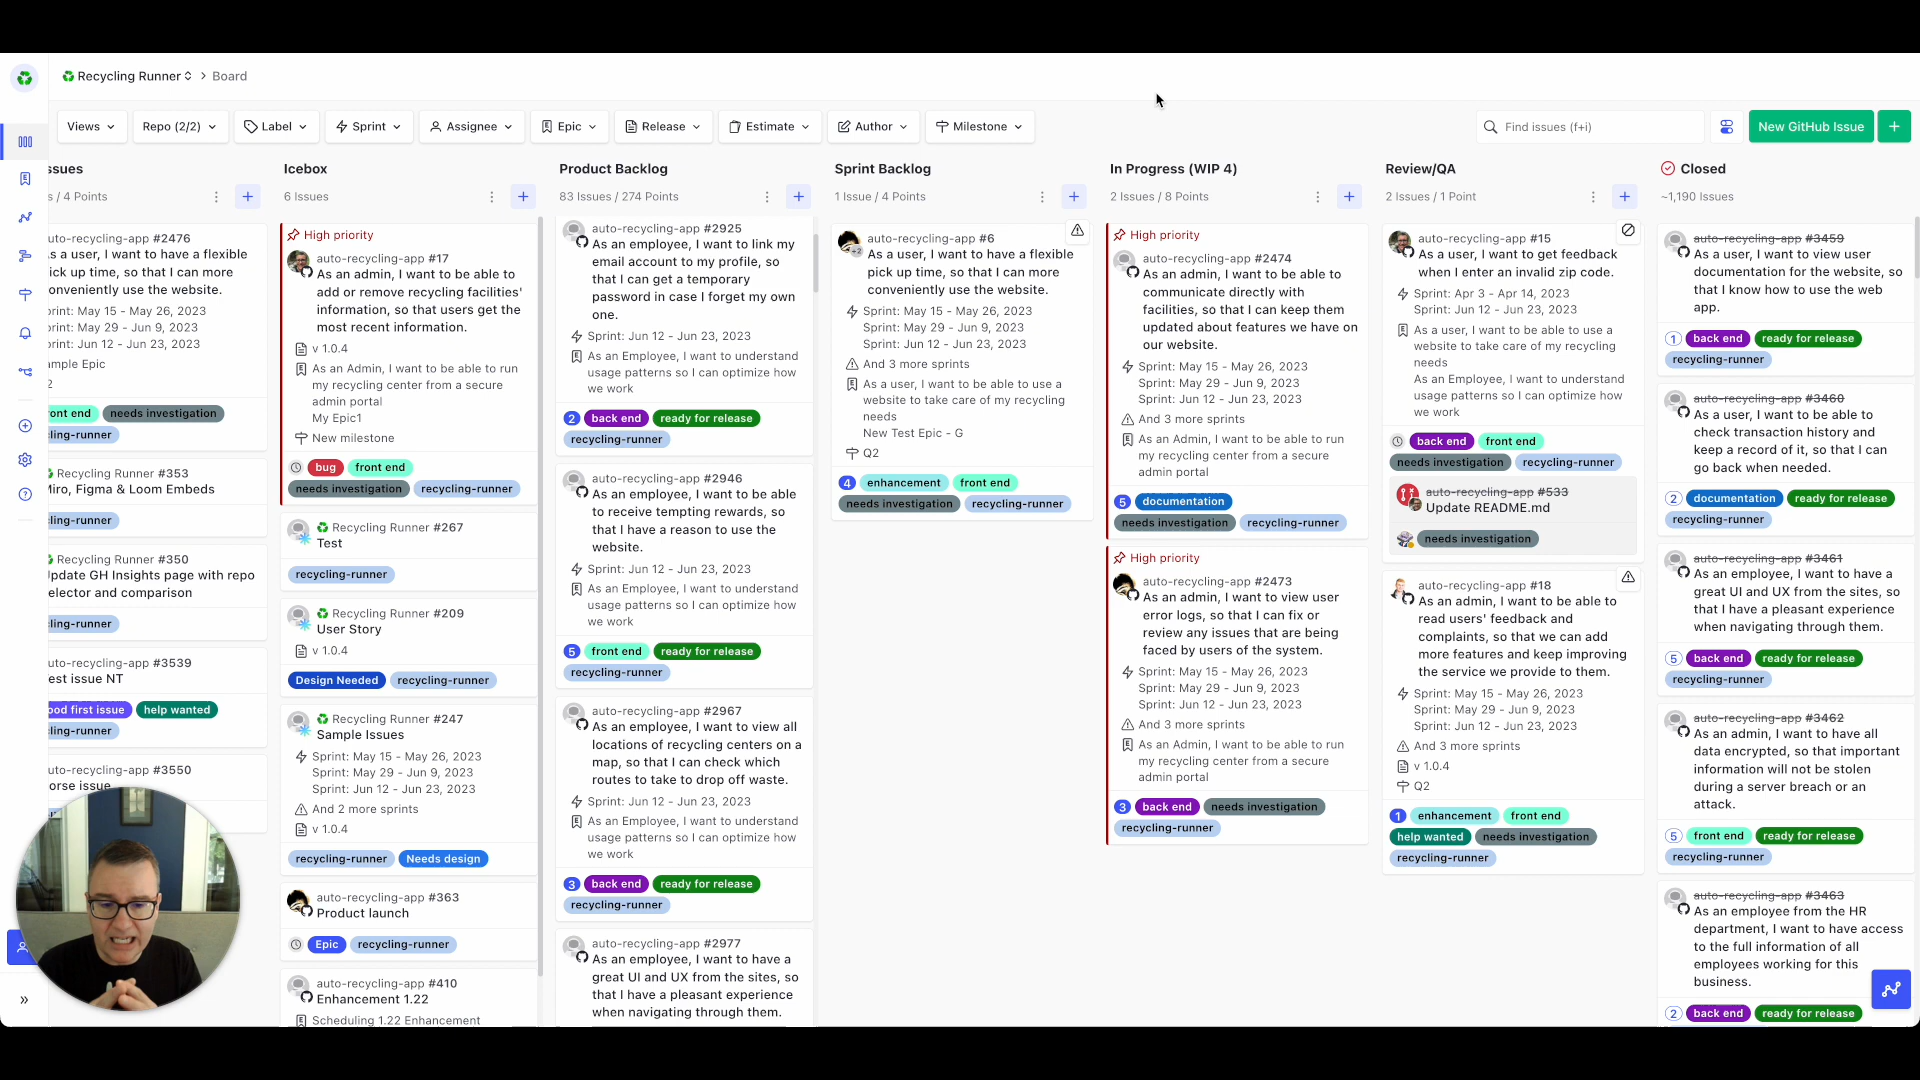 Recycling Runner > Board
Views
Repo (2/2)
Label
Sprint
Assignee
Epic
Release
Estimate
Author
Milestone
Find issues (f+i)
New GitHub Issue
+
ssues
s / 4 Points
uto-recycling-app #2476
s a user, I want to have a flexible
pick up time, so that I can more
conveniently use the website.
print: May 15 - May 26, 2023
print: May 29 - Jun 9, 2023
print: Jun 12 - Jun 23, 2023
ample Epic
2
ont end
needs investigation
cling-runner
Recycling Runner #353
Miro, Figma & Loom Embeds
cling-runner
Recycling Runner #350
Update GH Insights page with repo
elector and comparison
cling-runner
uto-recycling-app #3539
est issue NT
ood first issue
help wanted
cling-runner
uto-recycling-app #3550
orse issue
Icebox
6 Issues
High priority
auto-recycling-app #17
As an admin, I want to be able to
add or remove recycling facilities'
information, so that users get the
most recent information.
v 1.0.4
As an Admin, I want to be able to run
my recycling center from a secure
admin portal
My Epic1
New milestone
bug
front end
needs investigation
recycling-runner
Recycling Runner #267
Test
recycling-runner
Recycling Runner #209
User Story
v 1.0.4
Design Needed
recycling-runner
Recycling Runner #247
Sample Issues
Sprint: May 15 - May 26, 2023
Sprint: May 29 - Jun 9, 2023
Sprint: Jun 12 - Jun 23, 2023
And 2 more sprints
v 1.0.4
recycling-runner
Needs design
auto-recycling-app #363
Product launch
Epic
recycling-runner
auto-recycling-app #410
Enhancement 1.22
Scheduling 1.22 Enhancement
Product Backlog
83 Issues / 274 Points
auto-recycling-app #2925
As an employee, I want to link my
email account to my profile, so
that I can get a temporary
password in case I forget my own
one.
Sprint: Jun 12 - Jun 23, 2023
As an Employee, I want to understand
usage patterns so I can optimize how
we work
2
back end
ready for release
recycling-runner
auto-recycling-app #2946
As an employee, I want to be able
to receive tempting rewards, so
that I have a reason to use the
website.
Sprint: Jun 12 - Jun 23, 2023
As an Employee, I want to understand
usage patterns so I can optimize how
we work
5
front end
ready for release
recycling-runner
auto-recycling-app #2967
As an employee, I want to view all
locations of recycling centers on a
map, so that I can check which
routes to take to drop off waste.
Sprint: Jun 12 - Jun 23, 2023
As an Employee, I want to understand
usage patterns so I can optimize how
we work
3
back end
ready for release
recycling-runner
auto-recycling-app #2977
As an employee, I want to have a
great UI and UX from the sites, so
that I have a pleasant experience
when navigating through them.
Sprint Backlog
1 Issue / 4 Points
auto-recycling-app #6
As a user, I want to have a flexible
pick up time, so that I can more
conveniently use the website.
Sprint: May 15 - May 26, 2023
Sprint: May 29 - Jun 9, 2023
Sprint: Jun 12 - Jun 23, 2023
And 3 more sprints
As a user, I want to be able to use a
website to take care of my recycling
needs
New Test Epic - G
Q2
4
enhancement
front end
needs investigation
recycling-runner
In Progress (WIP 4)
2 Issues / 8 Points
High priority
auto-recycling-app #2474
As an admin, I want to be able to
communicate directly with
facilities, so that I can keep them
updated about features we have on
our website.
Sprint: May 15 - May 26, 2023
Sprint: May 29 - Jun 9, 2023
Sprint: Jun 12 - Jun 23, 2023
And 3 more sprints
As an Admin, I want to be able to run
my recycling center from a secure
admin portal
5
documentation
needs investigation
recycling-runner
High priority
auto-recycling-app #2473
As an admin, I want to view user
error logs, so that I can fix or
review any issues that are being
faced by users of the system.
Sprint: May 15 - May 26, 2023
Sprint: May 29 - Jun 9, 2023
Sprint: Jun 12 - Jun 23, 2023
And 3 more sprints
As an Admin, I want to be able to run
my recycling center from a secure
admin portal
3
back end
needs investigation
recycling-runner
Review/QA
2 Issues / 1 Point
auto-recycling-app #15
As a user, I want to get feedback
when I enter an invalid zip code.
Sprint: Apr 3 - Apr 14, 2023
Sprint: Jun 12 - Jun 23, 2023
As a user, I want to be able to use a
website to take care of my recycling
needs
As an Employee, I want to understand
usage patterns so I can optimize how
we work
back end
front end
needs investigation
recycling-runner
auto-recycling-app #533
Update README.md
needs investigation
auto-recycling-app #18
As an admin, I want to be able to
read users' feedback and
complaints, so that we can add
more features and keep improving
the service we provide to them.
Sprint: May 15 - May 26, 2023
Sprint: May 29 - Jun 9, 2023
Sprint: Jun 12 - Jun 23, 2023
And 3 more sprints
v 1.0.4
Q2
1
enhancement
front end
help wanted
needs investigation
recycling-runner
Closed
~1,190 Issues
auto-recycling-app #3459
As a user, I want to view user
documentation for the website, so
that I know how to use the web
app.
1
back end
ready for release
recycling-runner
auto-recycling-app #3460
As a user, I want to be able to
check transaction history and
keep a record of it, so that I can
go back when needed.
2
documentation
ready for release
recycling-runner
auto-recycling-app #3461
As an employee, I want to have a
great UI and UX from the sites, so
that I have a pleasant experience
when navigating through them.
5
back end
ready for release
recycling-runner
auto-recycling-app #3462
As an admin, I want to have all
data encrypted, so that important
information will not be stolen
during a server breach or an
attack.
5
front end
ready for release
recycling-runner
auto-recycling-app #3463
As an employee from the HR
department, I want to have access
to the full information of all
employees working for this
business.
2
back end
ready for release